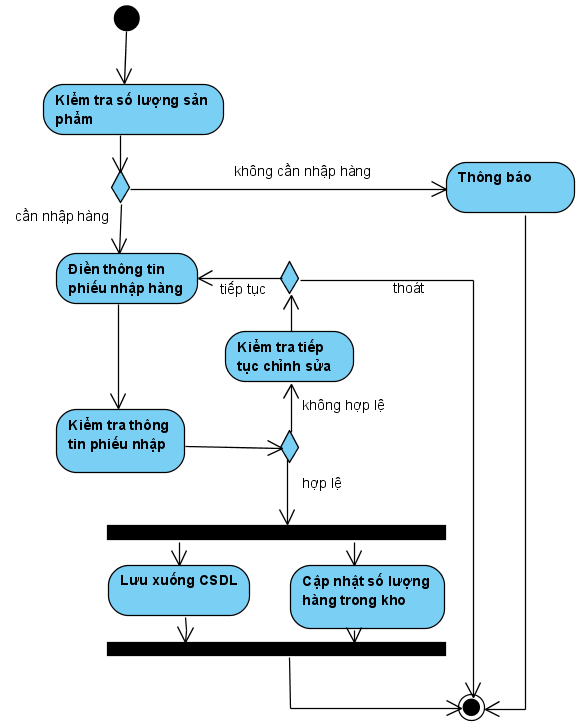 KIểm tra số lượng sản
phẩm
không cần nhập hàng
Thông báo
cần nhập hàng
Điền thông tin
phiếu nhập hàng
tiếp tục
thoát
Kiểm tra tiếp
tục chỉnh sửa
không hợp lệ
Kiểm tra thông
tin phiếu nhập
hợp lệ
Lưu xuống CSDL
Cập nhật số lượng
hàng trong kho